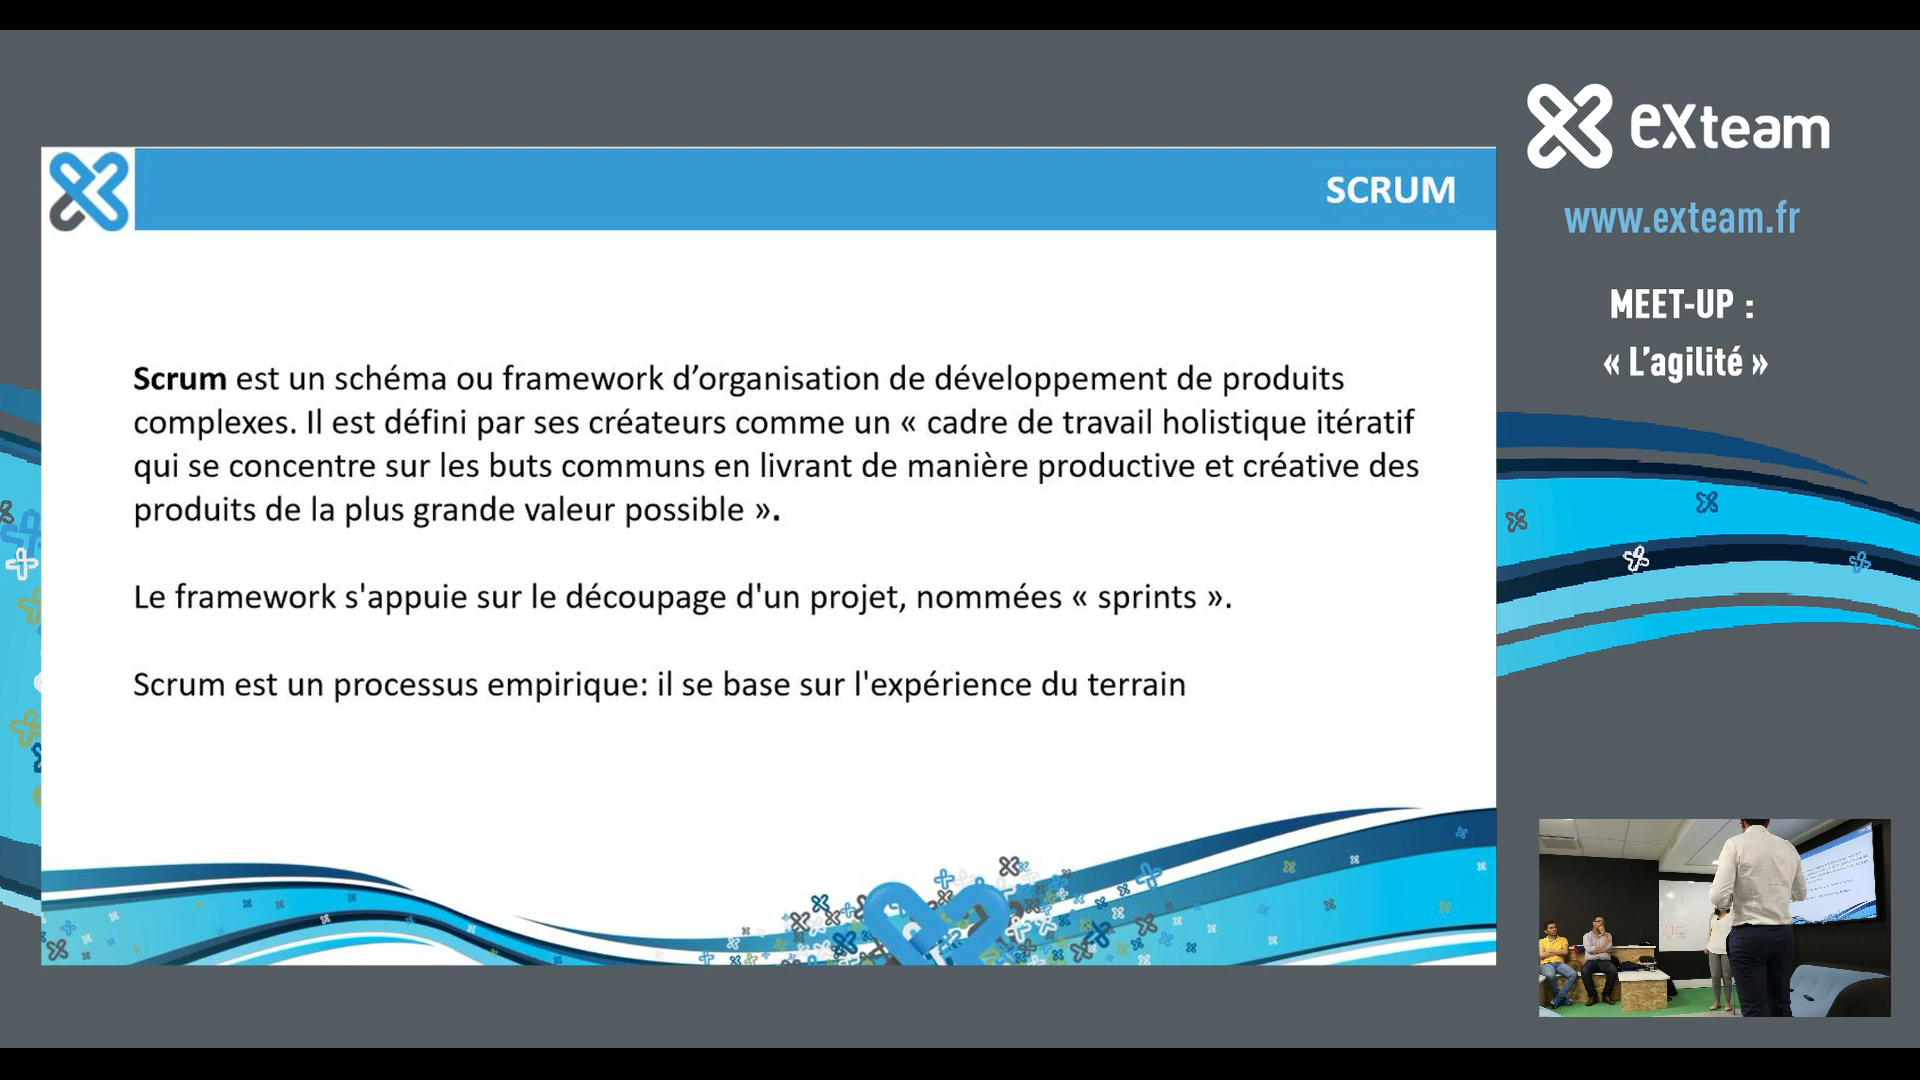 SCRUM
Scrum est un schéma ou framework d’organisation de développement de produits
complexes. Il est défini par ses créateurs comme un « cadre de travail holistique itératif
qui se concentre sur les buts communs en livrant de manière productive et créative des
produits de la plus grande valeur possible ».
Le framework s'appuie sur le découpage d'un projet, nommées « sprints ».
Scrum est un processus empirique: il se base sur l'expérience du terrain
eXteam
www.exteam.fr
MEET-UP :
« L’agilité »